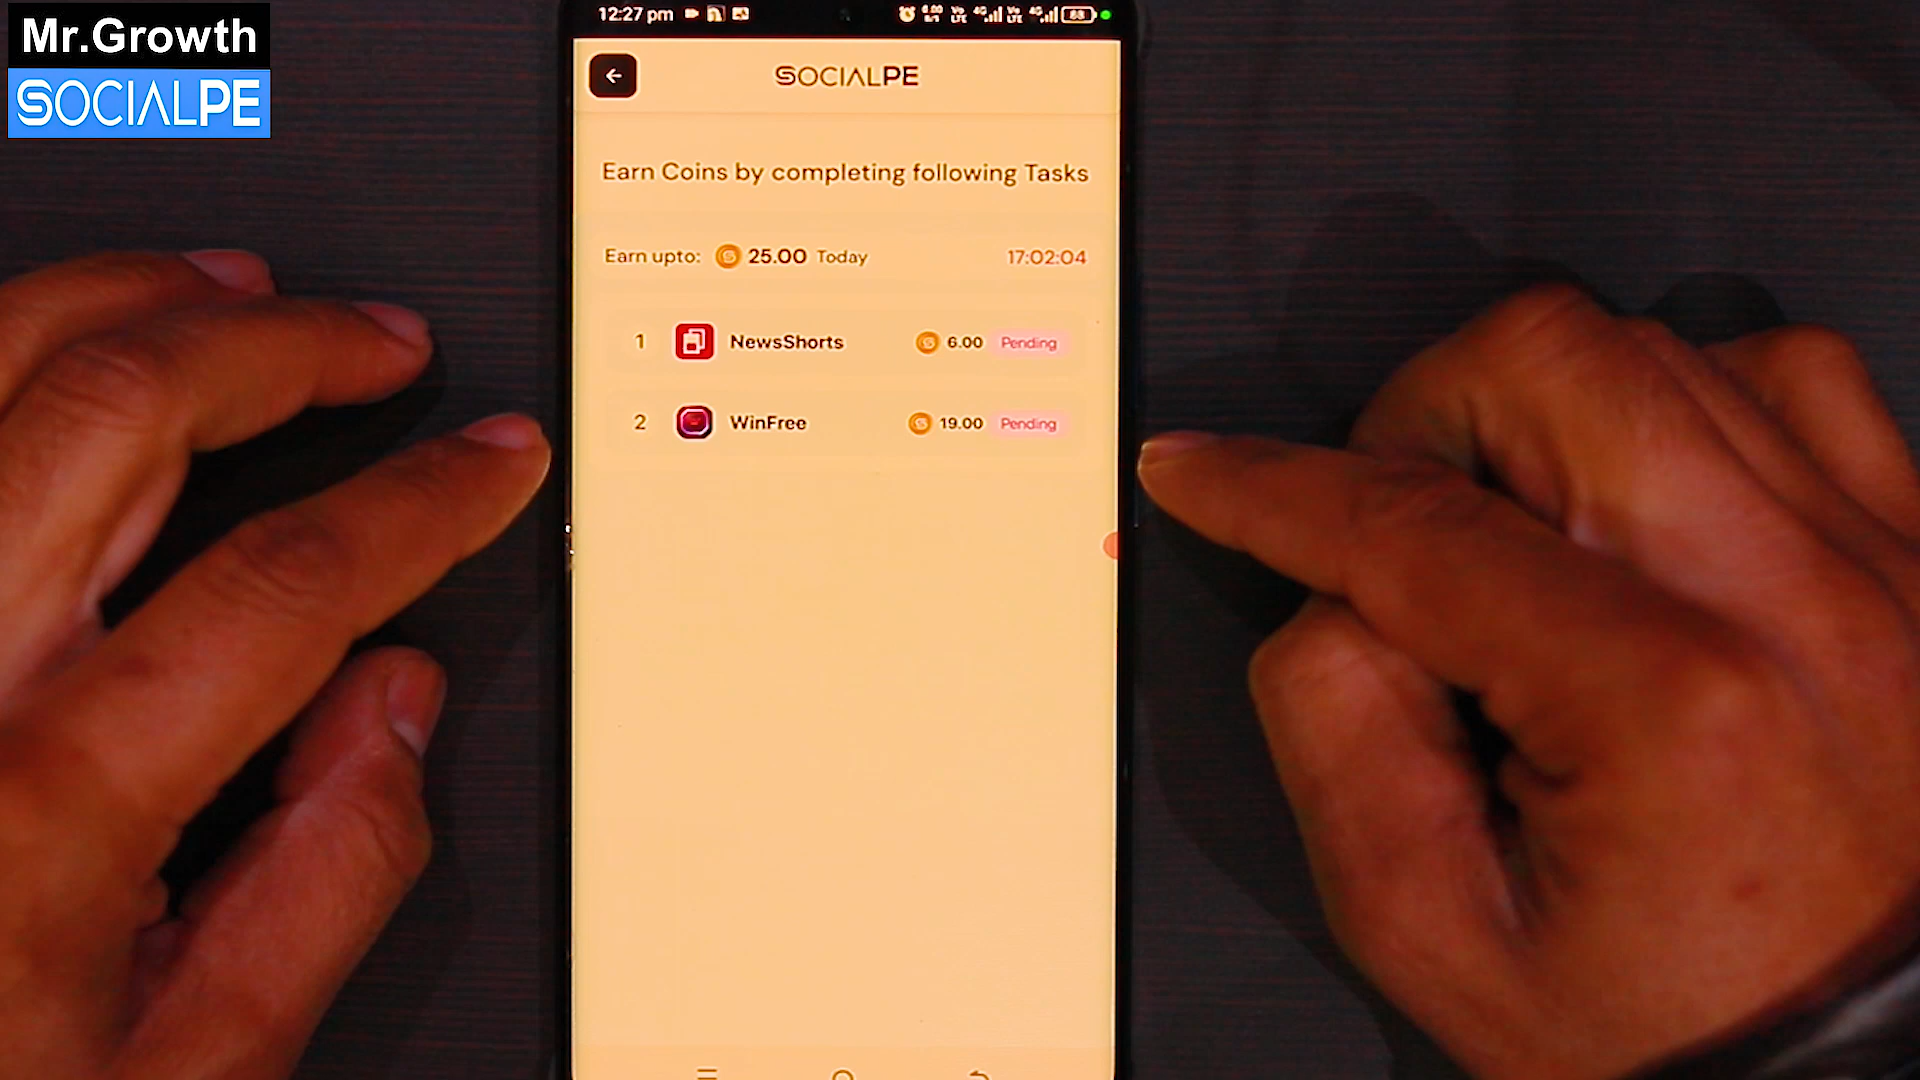 Mr.Growth
SOCIALPE
12:27 pm
SOCIALPE
Earn Coins by completing following Tasks
Earn upto: 25.00 Today 17:02:04
1 NewsShorts 6.00 Pending
2 WinFree 19.00 Pending